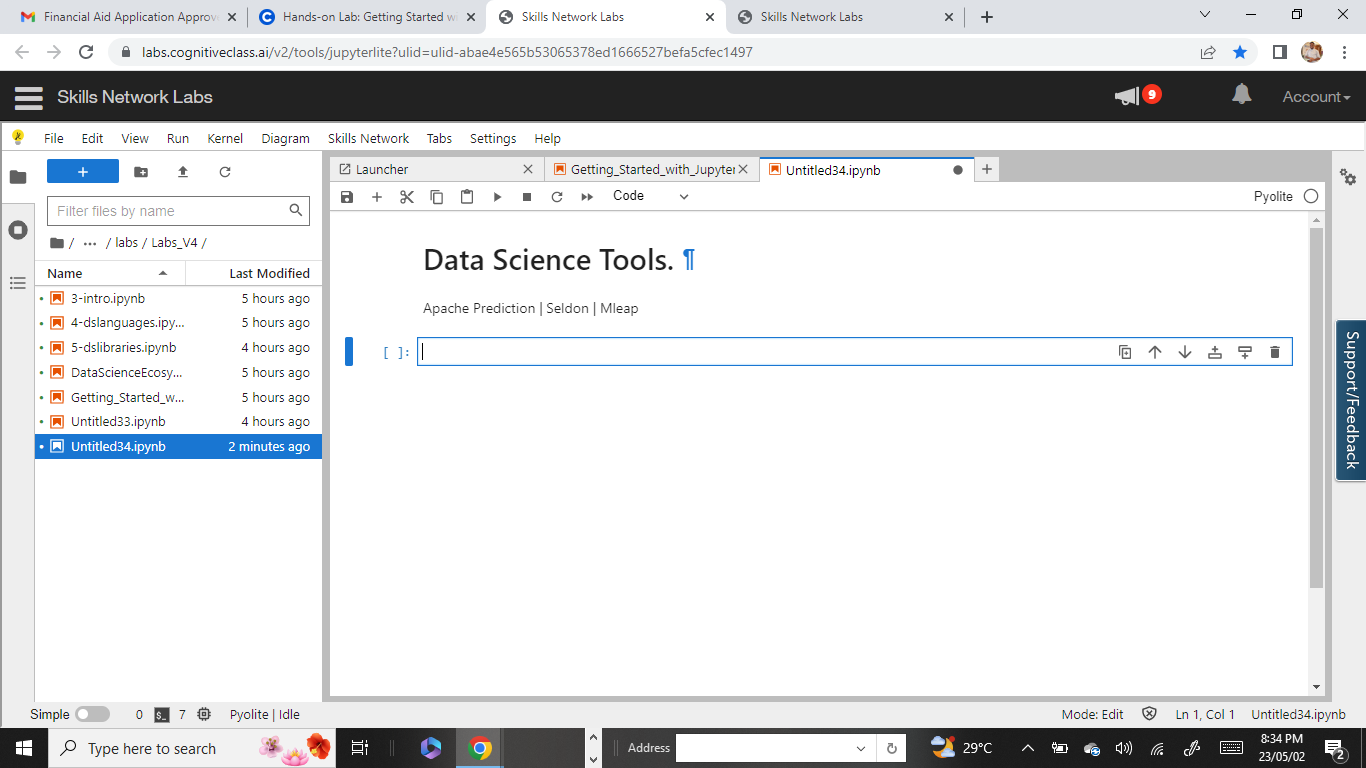 Financial Aid Application Approv
Hands-on Lab: Getting Started wi
Skills Network Labs
Skills Network Labs
labs.cognitiveclass.ai/v2/tools/jupyterlite?ulid=ulid-abae4e565b53065378ed1666527befa5cfec1497
Skills Network Labs
9
Account
File Edit View Run Kernel Diagram Skills Network Tabs Settings Help
Launcher
Getting_Started_with_Jupyter
Untitled34.ipynb
Filter files by name
Code
Pyolite
/ ··· / labs / Labs_V4 /
Name Last Modified
3-intro.ipynb 5 hours ago
4-dslanguages.ipy... 5 hours ago
5-dslibraries.ipynb 4 hours ago
DataScienceEcosy... 5 hours ago
Getting_Started_w... 5 hours ago
Untitled33.ipynb 4 hours ago
Untitled34.ipynb 2 minutes ago
Data Science Tools. ¶
Apache Prediction | Seldon | Mleap
[ ]:
Support/Feedback
Simple 0 $_ 7 Pyolite | Idle Mode: Edit Ln 1, Col 1 Untitled34.ipynb
Type here to search
Address
29°C
8:34 PM
23/05/02
2